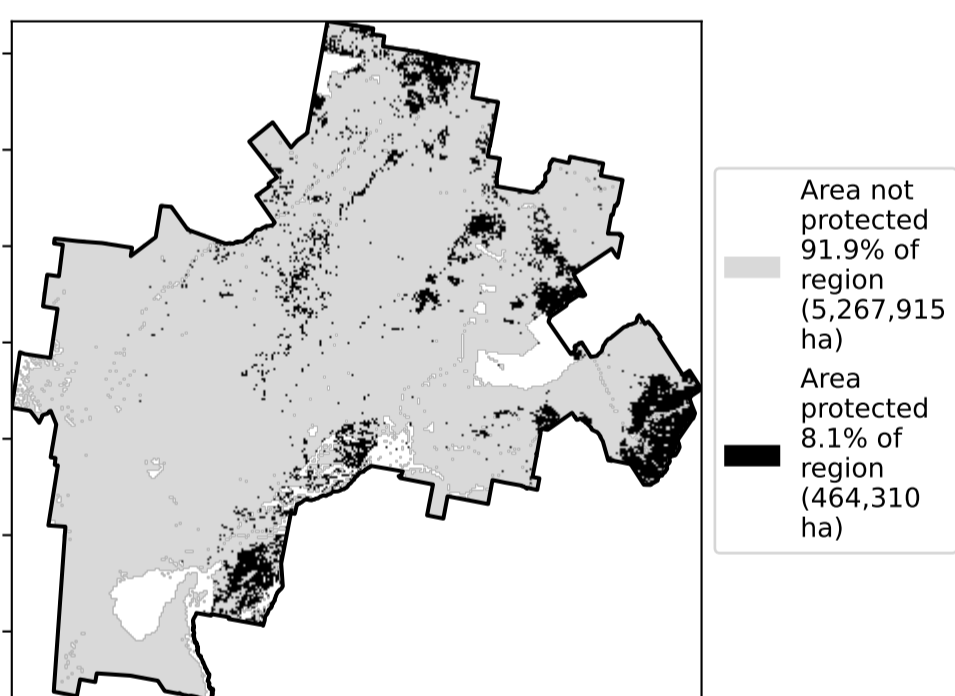 Area not
protected
91.9% of
region
(5,267,915
ha)
Area
protected
8.1% of
region
(464,310
ha)